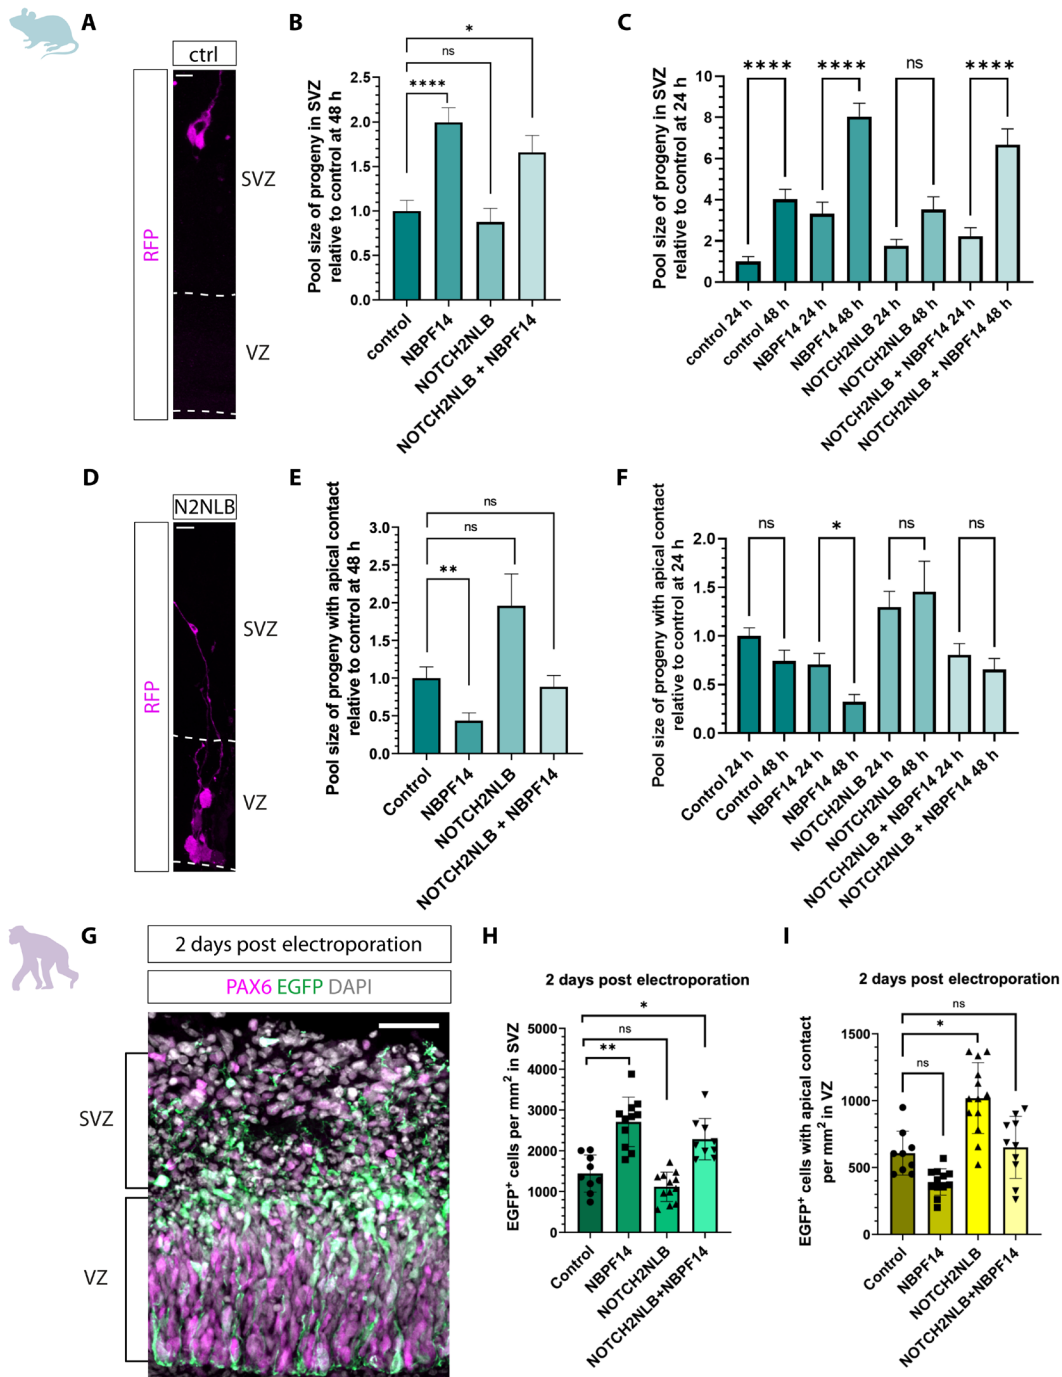 A
ctrl
RFP
SVZ
VZ
B
Pool size of progeny in SVZ
relative to control at 48 h
2.5
2.0
1.5
1.0
0.5
0.0
*
ns
****
control
NBPF14
NOTCH2NLB
NOTCH2NLB + NBPF14
C
Pool size of progeny in SVZ
relative to control at 24 h
10
8
6
4
2
0
****
****
ns
****
control 24 h
control 48 h
NBPF14 24 h
NBPF14 48 h
NOTCH2NLB 24 h
NOTCH2NLB 48 h
NOTCH2NLB + NBPF14 24 h
NOTCH2NLB + NBPF14 48 h
D
N2NLB
RFP
SVZ
VZ
E
Pool size of progeny with apical contact
relative to control at 48 h
3.0
2.5
2.0
1.5
1.0
0.5
0.0
ns
ns
**
Control
NBPF14
NOTCH2NLB
NOTCH2NLB + NBPF14
F
Pool size of progeny with apical contact
relative to control at 24 h
2.0
1.5
1.0
0.5
0.0
ns
*
ns
ns
Control 24 h
Control 48 h
NBPF14 24 h
NBPF14 48 h
NOTCH2NLB 24 h
NOTCH2NLB 48 h
NOTCH2NLB + NBPF14 24 h
NOTCH2NLB + NBPF14 48 h
G
2 days post electroporation
PAX6 EGFP DAPI
SVZ
VZ
H
2 days post electroporation
EGFP⁺ cells per mm² in SVZ
5000
4000
3000
2000
1000
0
*
ns
**
Control
NBPF14
NOTCH2NLB
NOTCH2NLB+NBPF14
I
2 days post electroporation
EGFP⁺ cells with apical contact
per mm² in VZ
1500
1000
500
0
ns
*
ns
Control
NBPF14
NOTCH2NLB
NOTCH2NLB+NBPF14